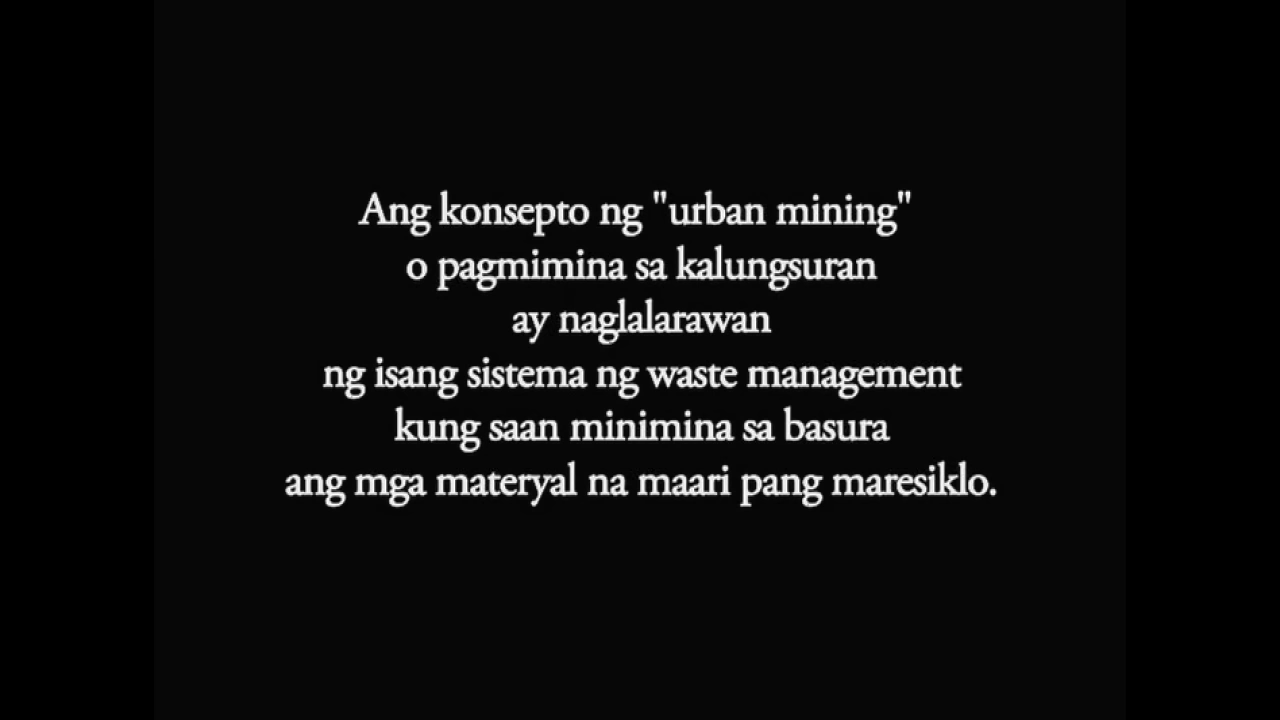 Ang konsepto ng "urban mining"
o pagmimina sa kalungsuran
ay naglalarawan
ng isang sistema ng waste management
kung saan minimina sa basura
ang mga materyal na maari pang maresiklo.